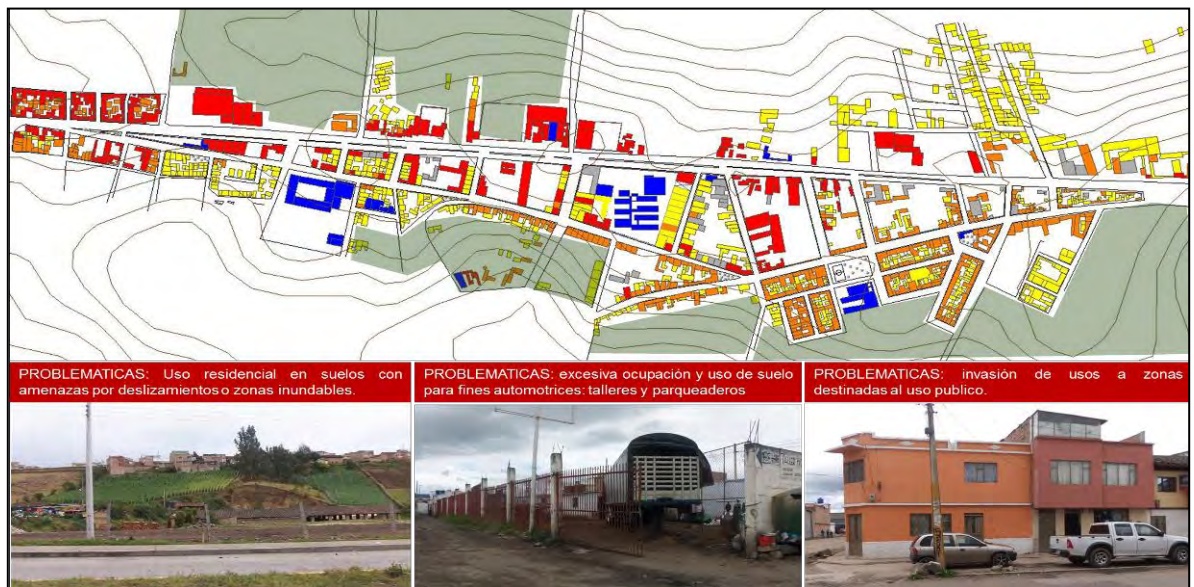 PROBLEMATICAS: Uso residencial en suelos con
amenazas por deslizamientos o zonas inundables.
PROBLEMATICAS: excesiva ocupación y uso de suelo
para fines automotrices: talleres y parqueaderos
PROBLEMATICAS: invasión de usos a zonas
destinadas al uso publico.